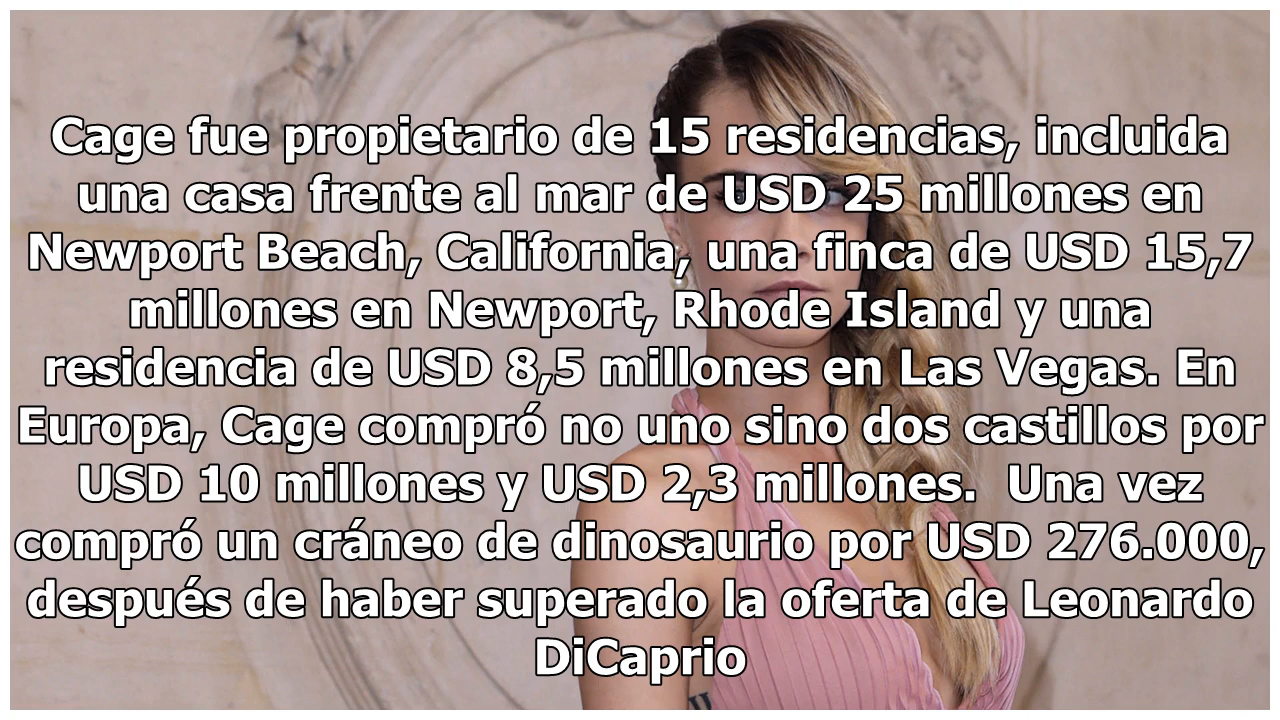 Cage fue propietario de 15 residencias, incluida
una casa frente al mar de USD 25 millones en
Newport Beach, California, una finca de USD 15,7
millones en Newport, Rhode Island y una
residencia de USD 8,5 millones en Las Vegas. En
Europa, Cage compró no uno sino dos castillos por
USD 10 millones y USD 2,3 millones.  Una vez
compró un cráneo de dinosaurio por USD 276.000,
después de haber superado la oferta de Leonardo
DiCaprio